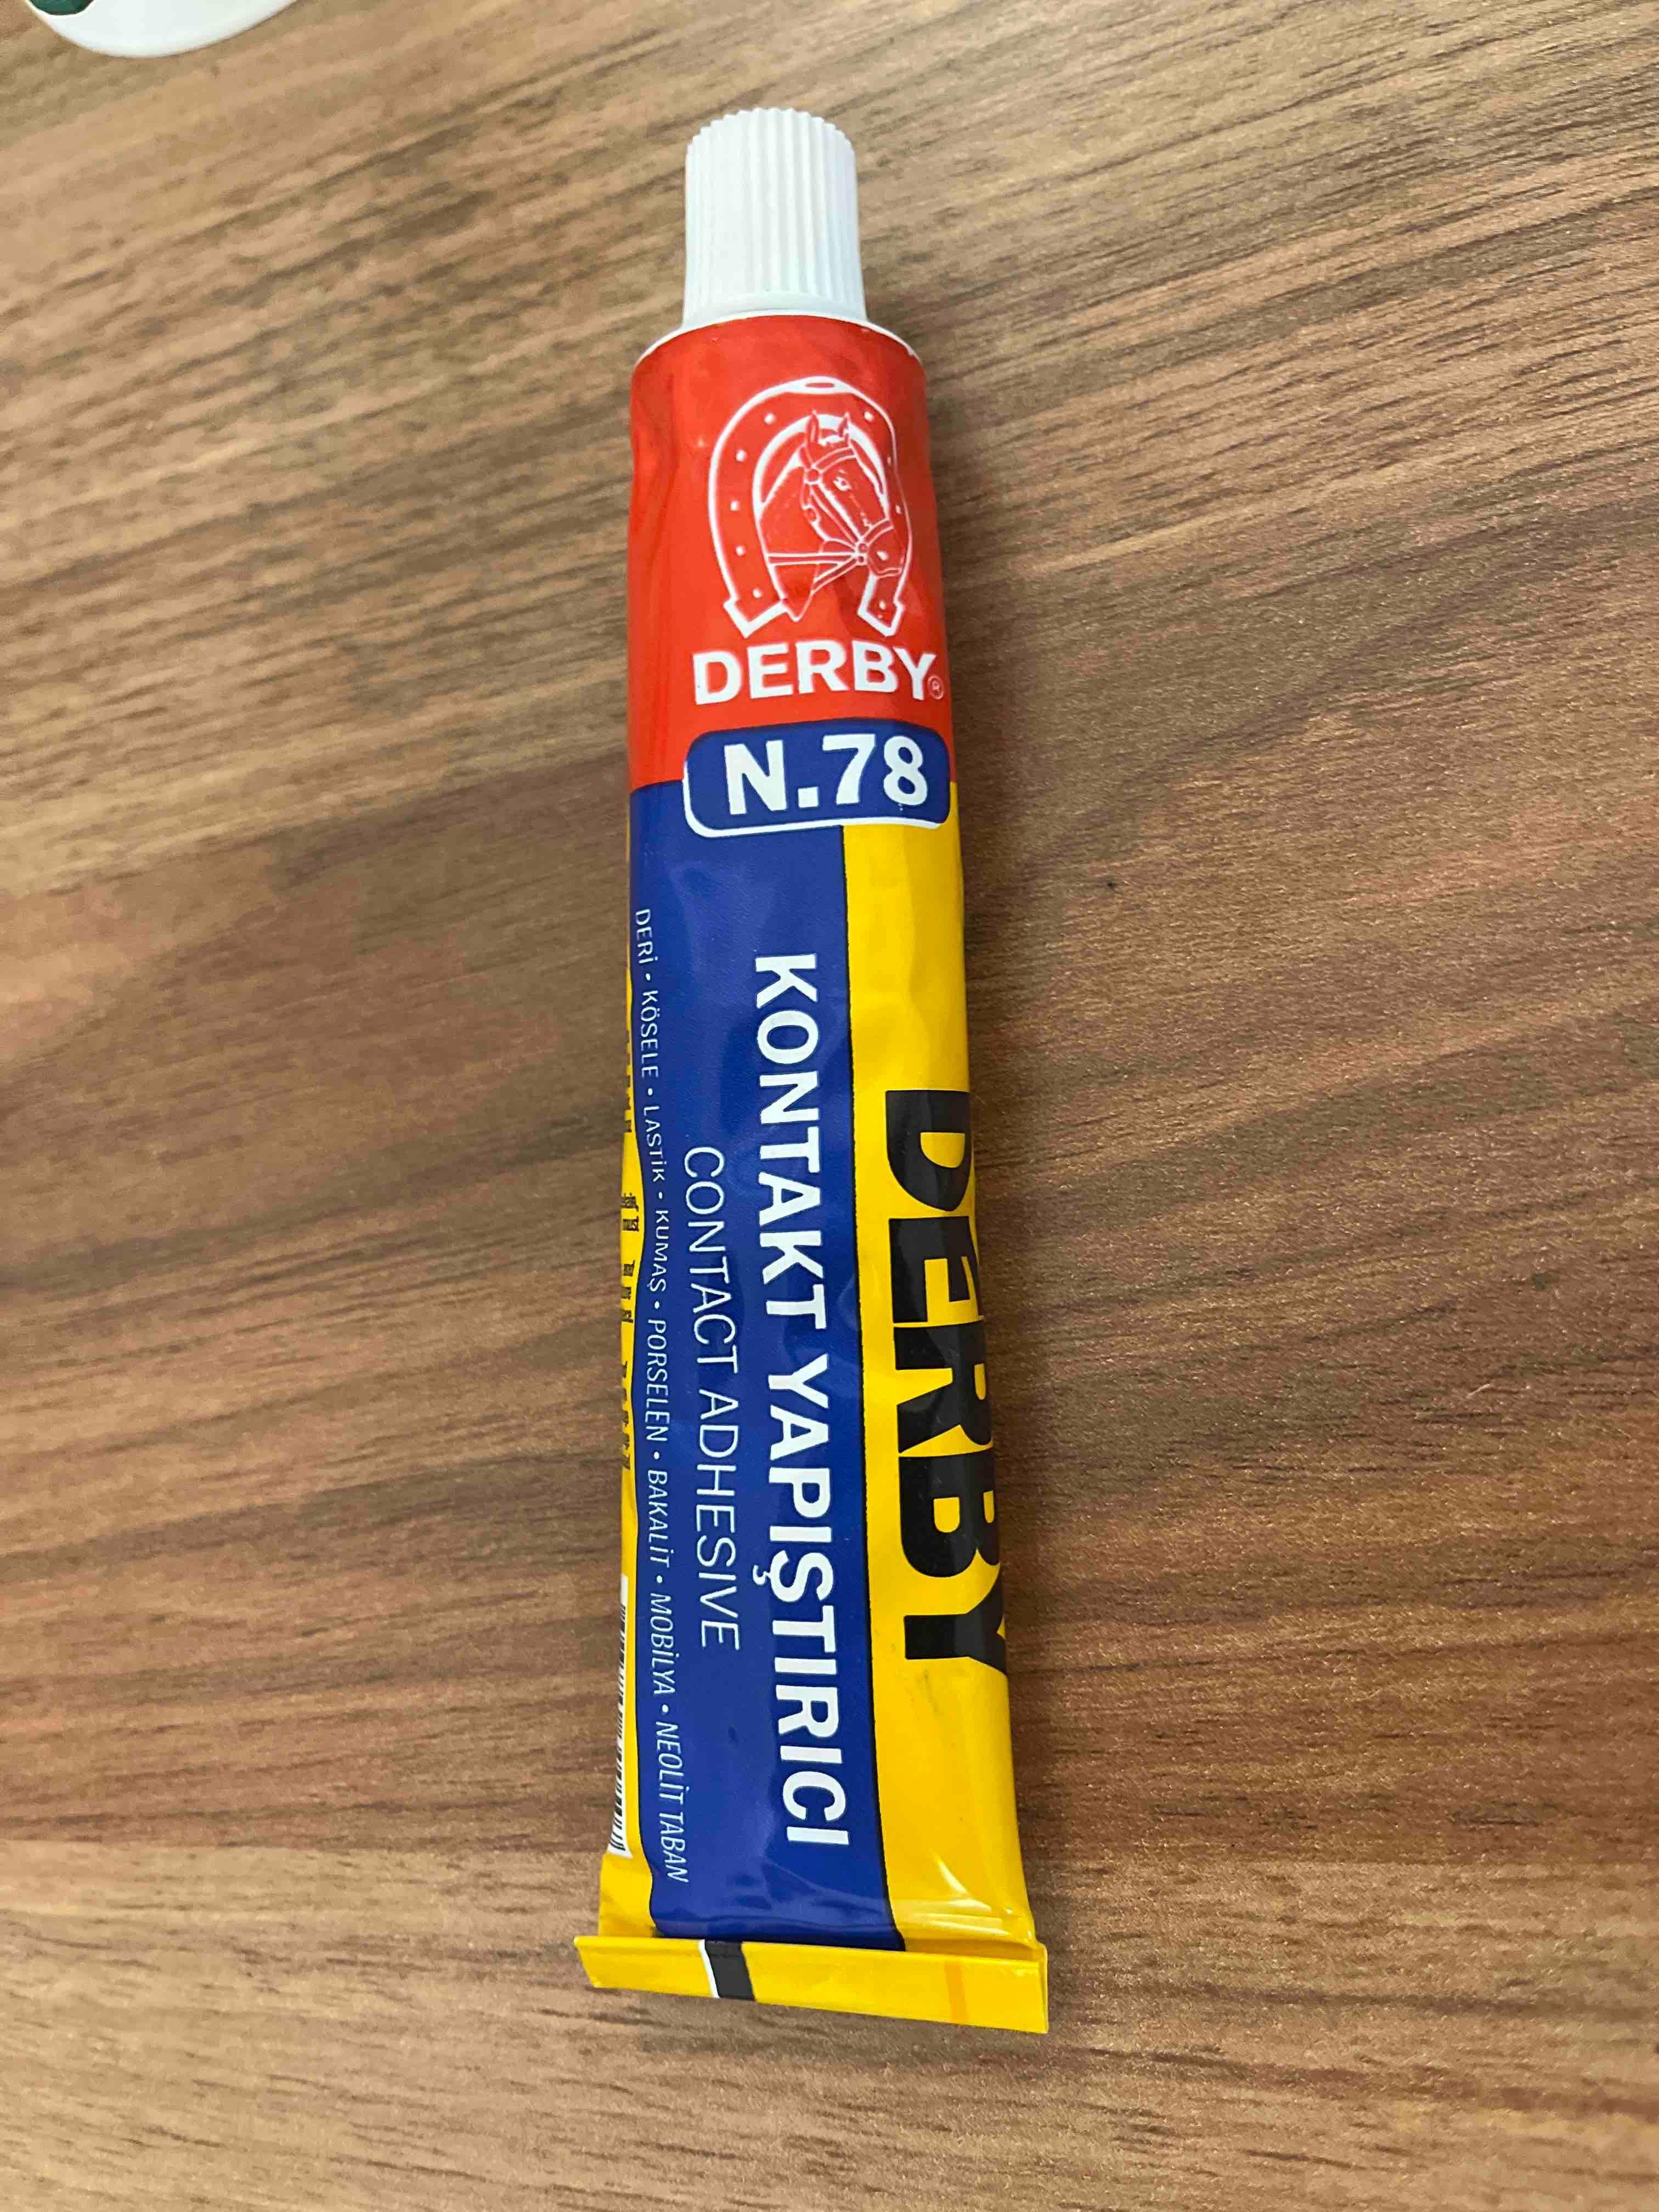 DERBY®
N.78
DERBY
KONTAKT YAPIŞTIRICI
CONTACT ADHESIVE
DERİ • KÖSELE • LASTİK • KUMAŞ • PORSELEN • BAKALİT • MOBİLYA • NEOLİT TABAN